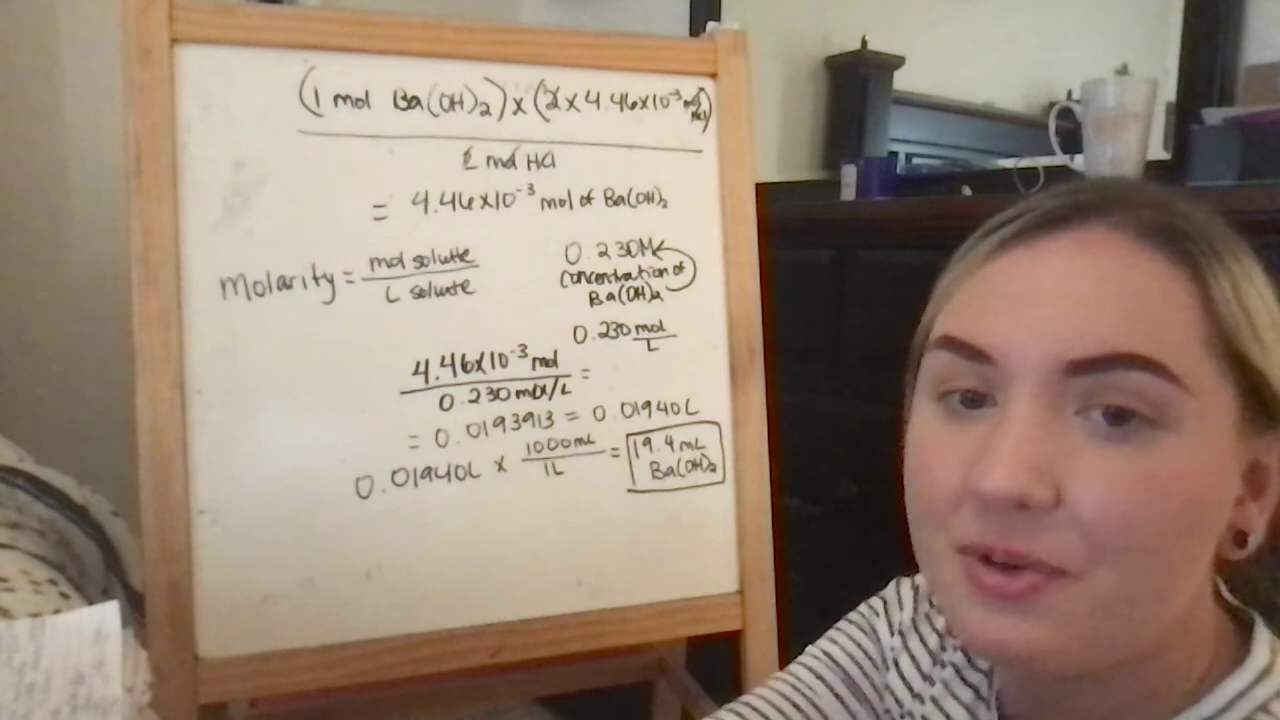 (1 mol Ba(OH)₂) x (2 x 4.46x10⁻³ mol HCl)
2 mol HCl
= 4.46x10⁻³ mol of Ba(OH)₂
Molarity = mol solute
L solute
0.230M
concentration of
Ba(OH)₂
0.230 mol
L
4.46x10⁻³ mol
0.230 mol/L =
= 0.0193913 = 0.01940L
0.01940L x 1000mL
1L
= 19.4 mL
Ba(OH)₂